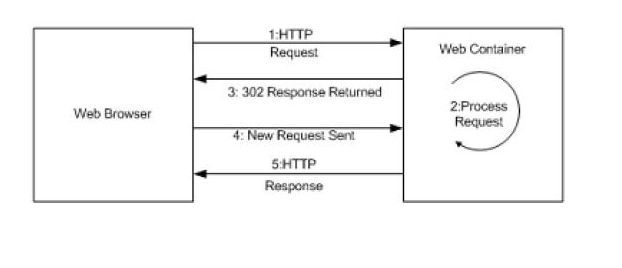 Web Browser
1:HTTP
Request
3: 302 Response Returned
4: New Request Sent
5:HTTP
Response
Web Container
2:Process
Request